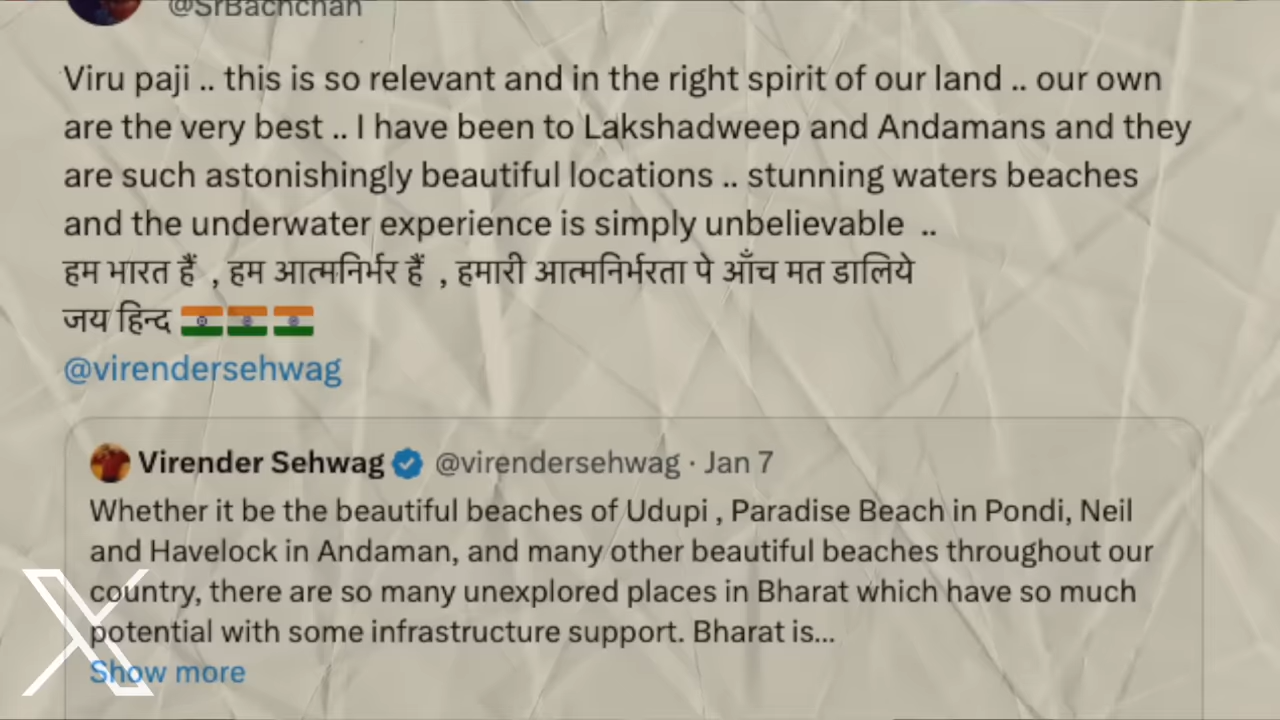 @SrBachchan
Viru paji .. this is so relevant and in the right spirit of our land .. our own
are the very best .. I have been to Lakshadweep and Andamans and they
are such astonishingly beautiful locations .. stunning waters beaches
and the underwater experience is simply unbelievable ..
हम भारत हैं , हम आत्मनिर्भर हैं , हमारी आत्मनिर्भरता पे आँच मत डालिये
जय हिन्द 🇮🇳🇮🇳🇮🇳
@virendersehwag
Virender Sehwag @virendersehwag · Jan 7
Whether it be the beautiful beaches of Udupi , Paradise Beach in Pondi, Neil
and Havelock in Andaman, and many other beautiful beaches throughout our
country, there are so many unexplored places in Bharat which have so much
potential with some infrastructure support. Bharat is...
Show more